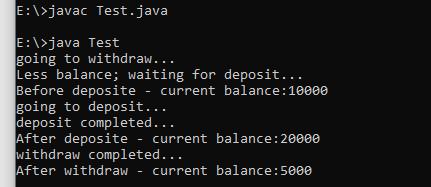 E:\>javac Test.java
E:\>java Test
going to withdraw...
Less balance; waiting for deposit...
Before deposite - current balance:10000
going to deposit...
deposit completed...
After deposite - current balance:20000
withdraw completed...
After withdraw - current balance:5000